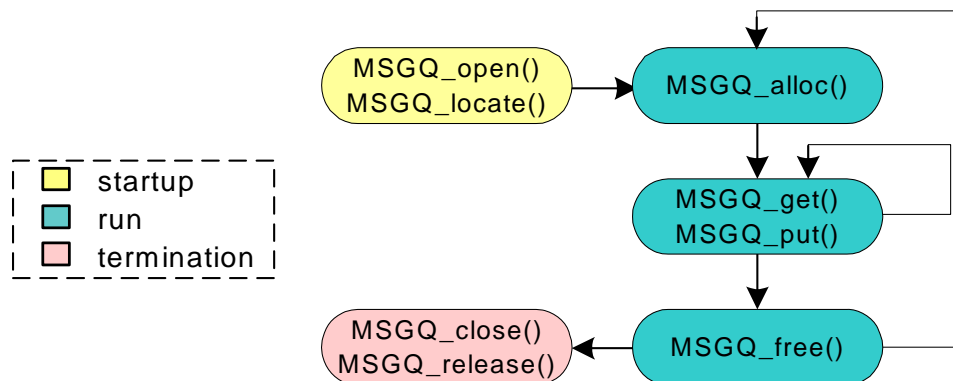 MSGQ_open()
MSGQ_locate()
MSGQ_alloc()
startup
run
termination
MSGQ_get()
MSGQ_put()
MSGQ_close()
MSGQ_release()
MSGQ_free()